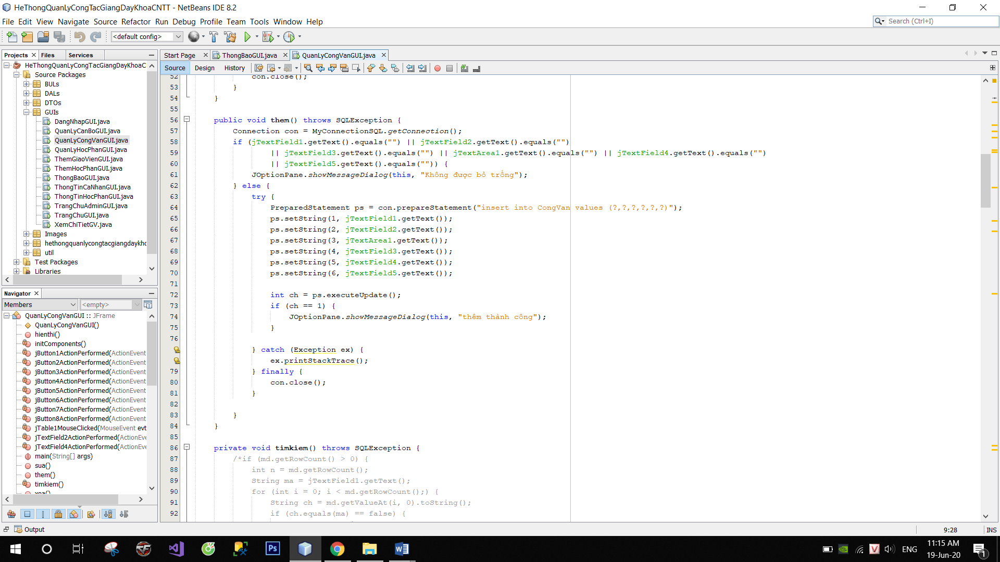 HeThongQuanLyCongTacGiangDayKhoaCNTT - NetBeans IDE 8.2
File Edit View Navigate Source Refactor Run Debug Profile Team Tools Window Help
Search (Ctrl+I)
<default config>
Projects Files Services
HeThongQuanLyCongTacGiangDayKhoaC
Source Packages
BULs
DALs
DTOs
GUIs
DangNhapGUI.java
QuanLyCanBoGUI.java
QuanLyCongVanGUI.java
QuanLyHocPhanGUI.java
ThemGiaoVienGUI.java
ThemHocPhanGUI.java
ThongBaoGUI.java
ThongTinCaNhanGUI.java
ThongTinHocPhanGUI.java
TrangChuAdminGUI.java
TrangChuGUI.java
XemChiTietGV.java
Images
hethongquanlycongtacgiangdaykho
util
Test Packages
Libraries
Navigator
Members <empty>
QuanLyCongVanGUI :: JFrame
QuanLyCongVanGUI()
hienthi()
initComponents()
jButton1ActionPerformed(ActionEvent
jButton2ActionPerformed(ActionEvent
jButton3ActionPerformed(ActionEvent
jButton4ActionPerformed(ActionEvent
jButton5ActionPerformed(ActionEvent
jButton6ActionPerformed(ActionEvent
jButton7ActionPerformed(ActionEvent
jButton8ActionPerformed(ActionEvent
jTable1MouseClicked(MouseEvent evt
jTextField2ActionPerformed(ActionEve
jTextField4ActionPerformed(ActionEve
main(String[] args)
sua()
them()
timkiem()
xoa()
Start Page ThongBaoGUI.java QuanLyCongVanGUI.java
Source Design History
52 con.close();
53 }
54 }
55
56 public void them() throws SQLException {
57 Connection con = MyConnectionSQL.getConnection();
58 if (jTextField1.getText().equals("") || jTextField2.getText().equals("")
59 || jTextField3.getText().equals("") || jTextArea1.getText().equals("") || jTextField4.getText().equals("")
60 || jTextField5.getText().equals("")) {
61 JOptionPane.showMessageDialog(this, "Không được bỏ trống");
62 } else {
63 try {
64 PreparedStatement ps = con.prepareStatement("insert into CongVan values (?,?,?,?,?,?)");
65 ps.setString(1, jTextField1.getText());
66 ps.setString(2, jTextField2.getText());
67 ps.setString(3, jTextArea1.getText());
68 ps.setString(4, jTextField3.getText());
69 ps.setString(5, jTextField4.getText());
70 ps.setString(6, jTextField5.getText());
71
72 int ch = ps.executeUpdate();
73 if (ch == 1) {
74 JOptionPane.showMessageDialog(this, "thêm thành công");
75 }
76
} catch (Exception ex) {
ex.printStackTrace();
79 } finally {
80 con.close();
81 }
82
83 }
84 }
85
86 private void timkiem() throws SQLException {
87 /*if (md.getRowCount() > 0) {
88 int n = md.getRowCount();
89 String ma = jTextField1.getText();
90 for (int i = 0; i < md.getRowCount();) {
91 String ch = md.getValueAt(i, 0).toString();
92 if (ch.equals(ma) == false) {
Output
9:28 INS
Ps
ENG
11:15 AM
19-Jun-20
1